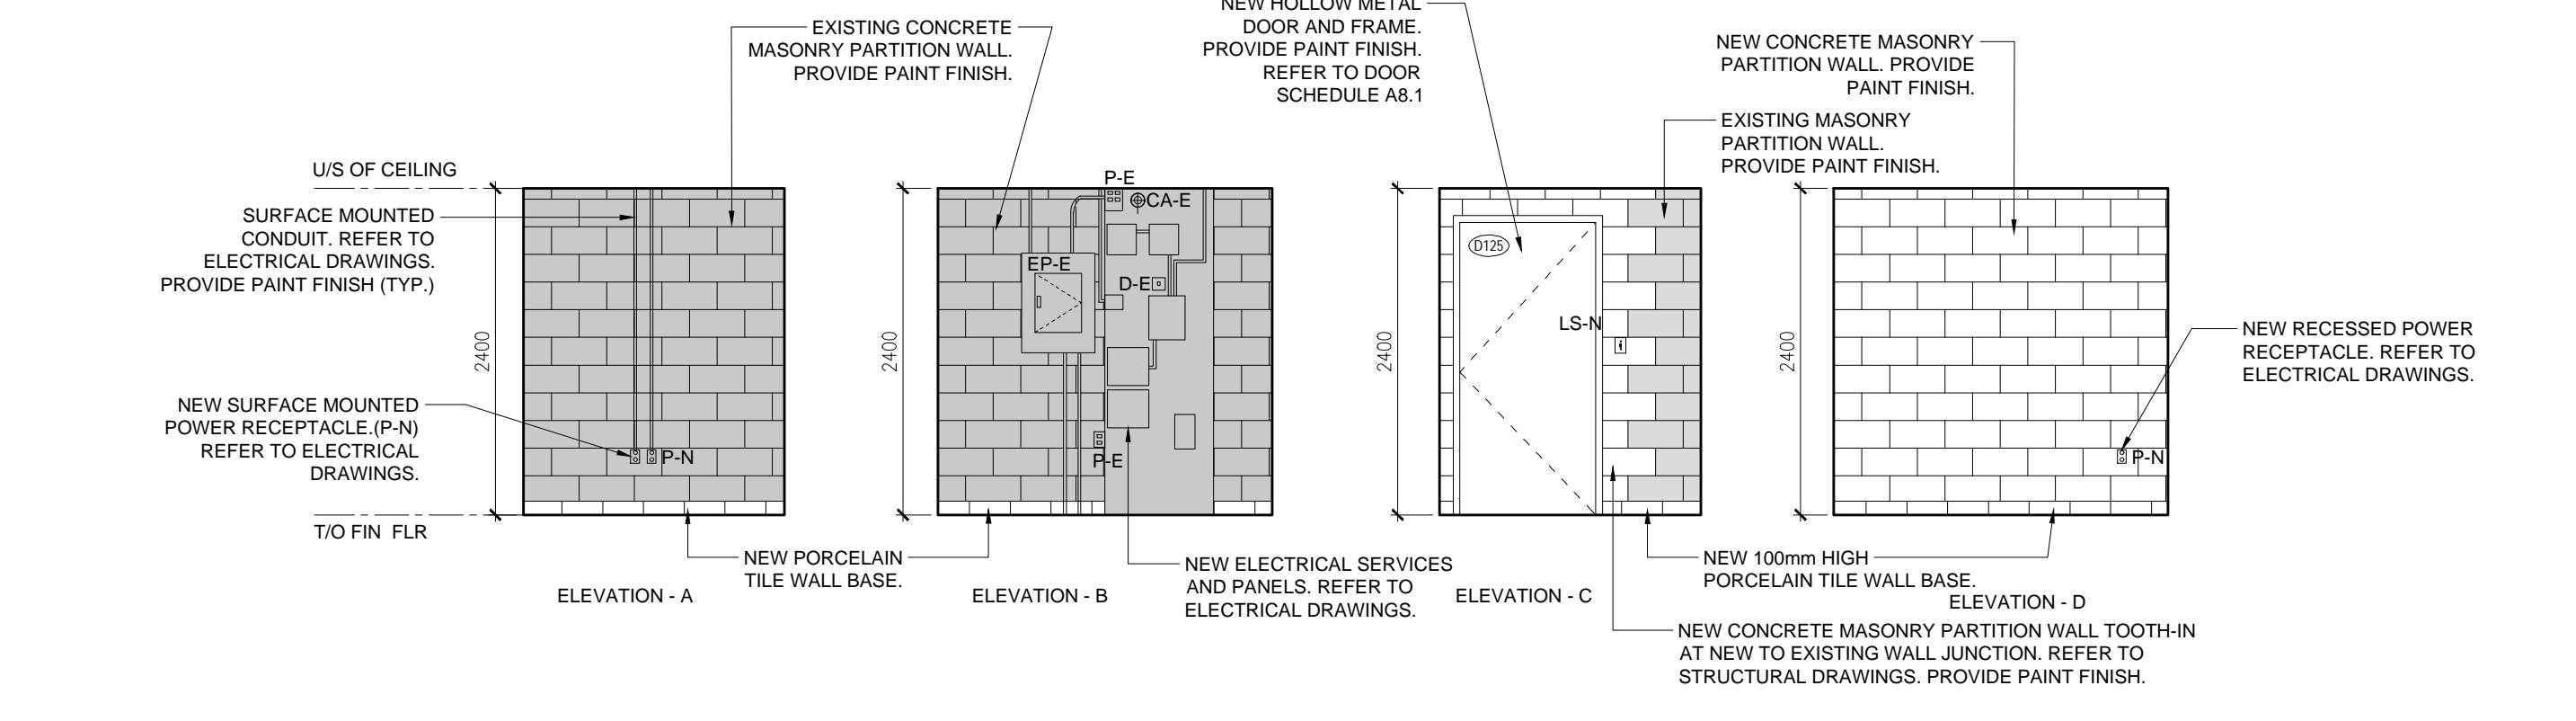 EXISTING CONCRETE
MASONRY PARTITION WALL.
PROVIDE PAINT FINISH.
NEW HOLLOW METAL
DOOR AND FRAME.
PROVIDE PAINT FINISH.
REFER TO DOOR
SCHEDULE A8.1
NEW CONCRETE MASONRY
PARTITION WALL. PROVIDE
PAINT FINISH.
EXISTING MASONRY
PARTITION WALL.
PROVIDE PAINT FINISH.
U/S OF CEILING
SURFACE MOUNTED
CONDUIT. REFER TO
ELECTRICAL DRAWINGS.
PROVIDE PAINT FINISH (TYP.)
2400
NEW SURFACE MOUNTED
POWER RECEPTACLE.(P-N)
REFER TO ELECTRICAL
DRAWINGS.
P-N
T/O FIN FLR
ELEVATION - A
NEW PORCELAIN
TILE WALL BASE.
2400
P-E
CA-E
EP-E
D-E
P-E
ELEVATION - B
NEW ELECTRICAL SERVICES
AND PANELS. REFER TO
ELECTRICAL DRAWINGS.
2400
D125
LS-N
ELEVATION - C
NEW 100mm HIGH
PORCELAIN TILE WALL BASE.
2400
P-N
NEW RECESSED POWER
RECEPTACLE. REFER TO
ELECTRICAL DRAWINGS.
ELEVATION - D
NEW CONCRETE MASONRY PARTITION WALL TOOTH-IN
AT NEW TO EXISTING WALL JUNCTION. REFER TO
STRUCTURAL DRAWINGS. PROVIDE PAINT FINISH.